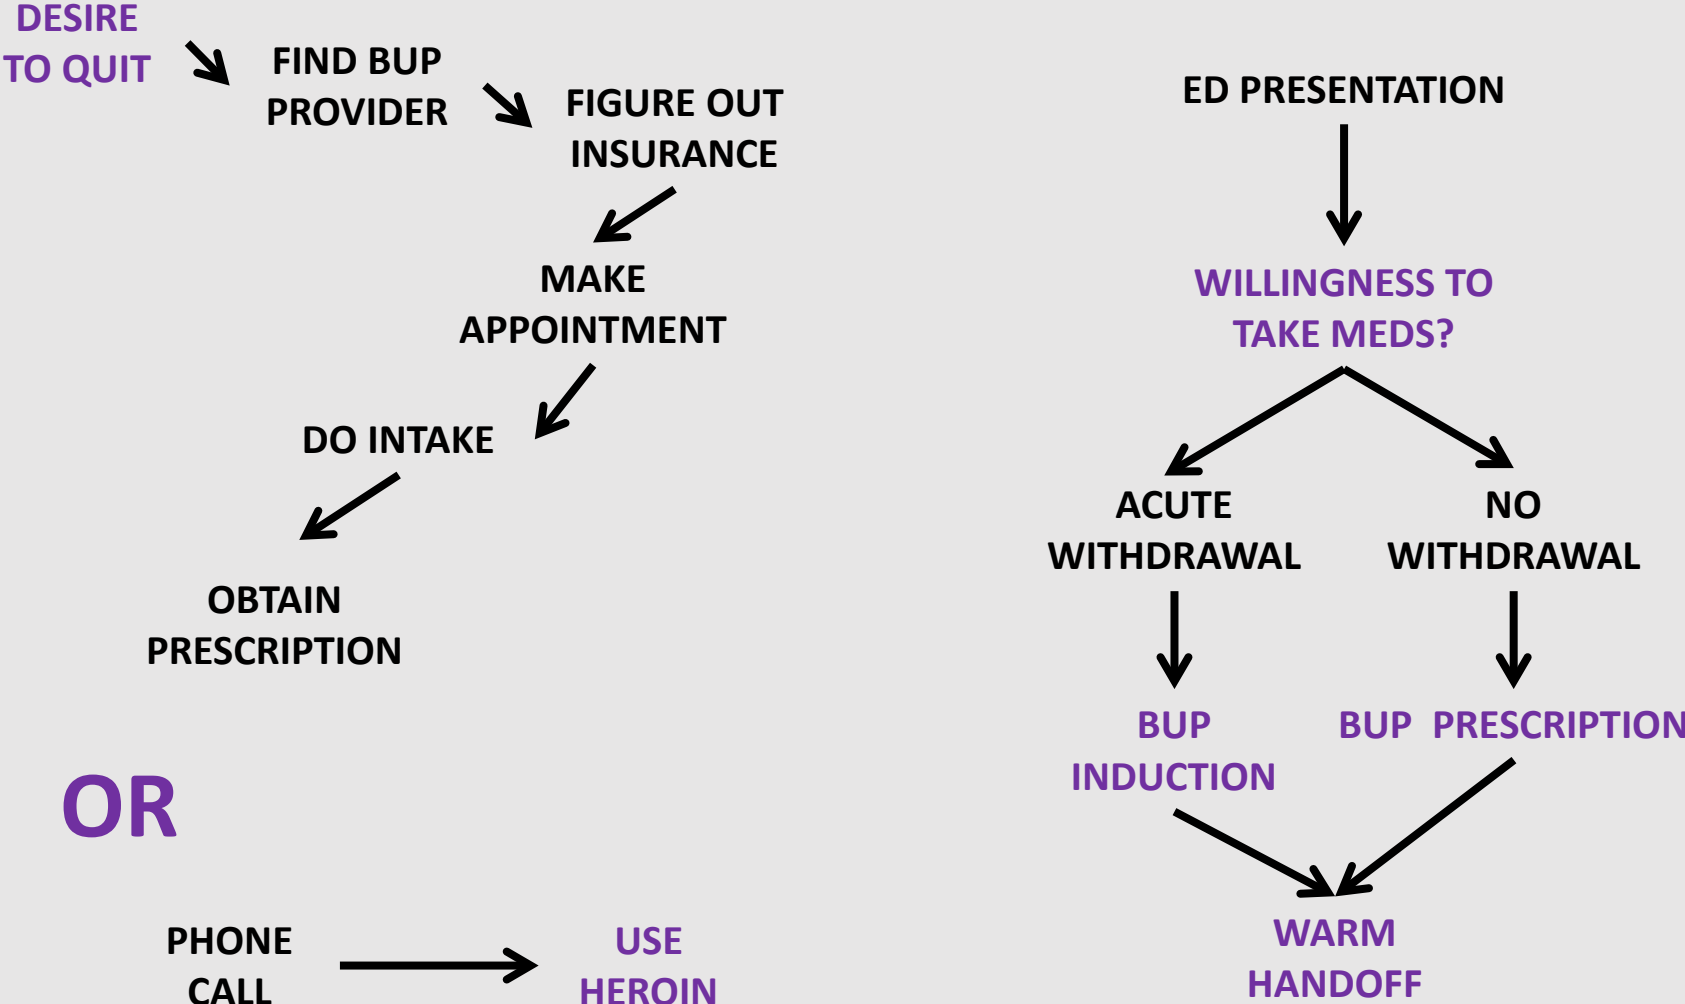 DESIRE
TO QUIT
FIND BUP
PROVIDER
FIGURE OUT
INSURANCE
MAKE
APPOINTMENT
DO INTAKE
OBTAIN
PRESCRIPTION
OR
PHONE
CALL
USE
HEROIN
ED PRESENTATION
WILLINGNESS TO
TAKE MEDS?
ACUTE
WITHDRAWAL
NO
WITHDRAWAL
BUP
INDUCTION
BUP PRESCRIPTION
WARM
HANDOFF